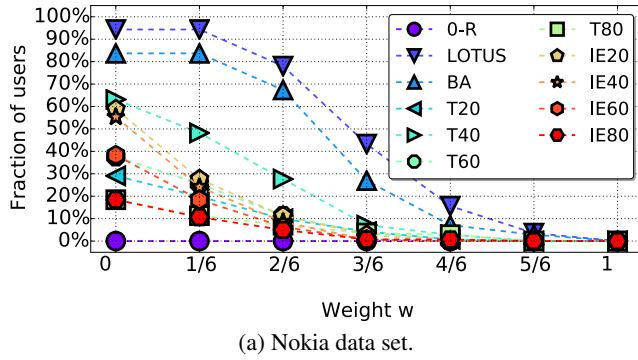 100%
90%
80%
70%
60%
50%
40%
30%
20%
10%
0%
Fraction of users
0-R
LOTUS
BA
T20
T40
T60
T80
IE20
IE40
IE60
IE80
0 1/6 2/6 3/6 4/6 5/6 1
Weight w
(a) Nokia data set.